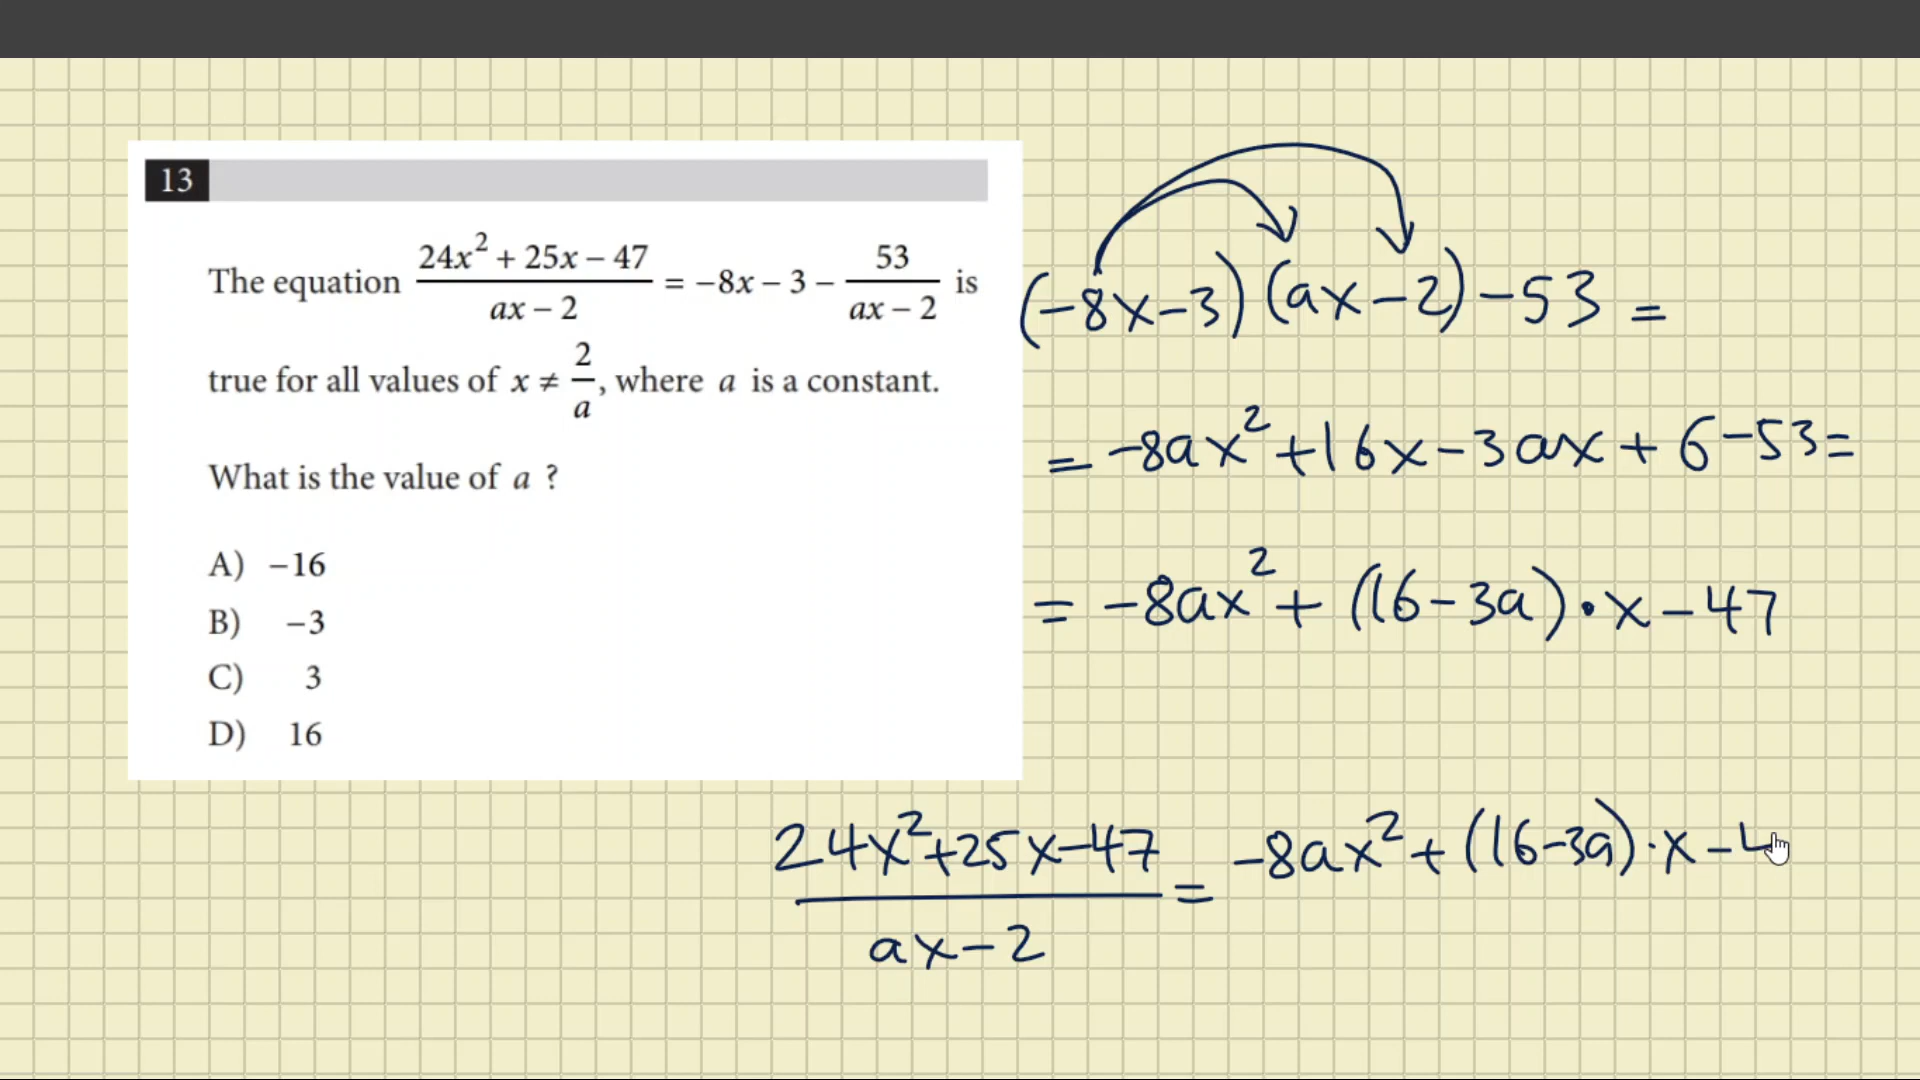 13
The equation (24x² + 25x – 47)/(ax – 2) = –8x – 3 – 53/(ax – 2) is
true for all values of x ≠ 2/a, where a is a constant.
What is the value of a ?
A) –16
B) –3
C) 3
D) 16
(-8x-3)(ax-2)-53 =
= -8ax²+16x-3ax+6-53=
= -8ax²+(16-3a)·x-47
(24x²+25x-47)/(ax-2) = -8ax²+(16-3a)·x-4